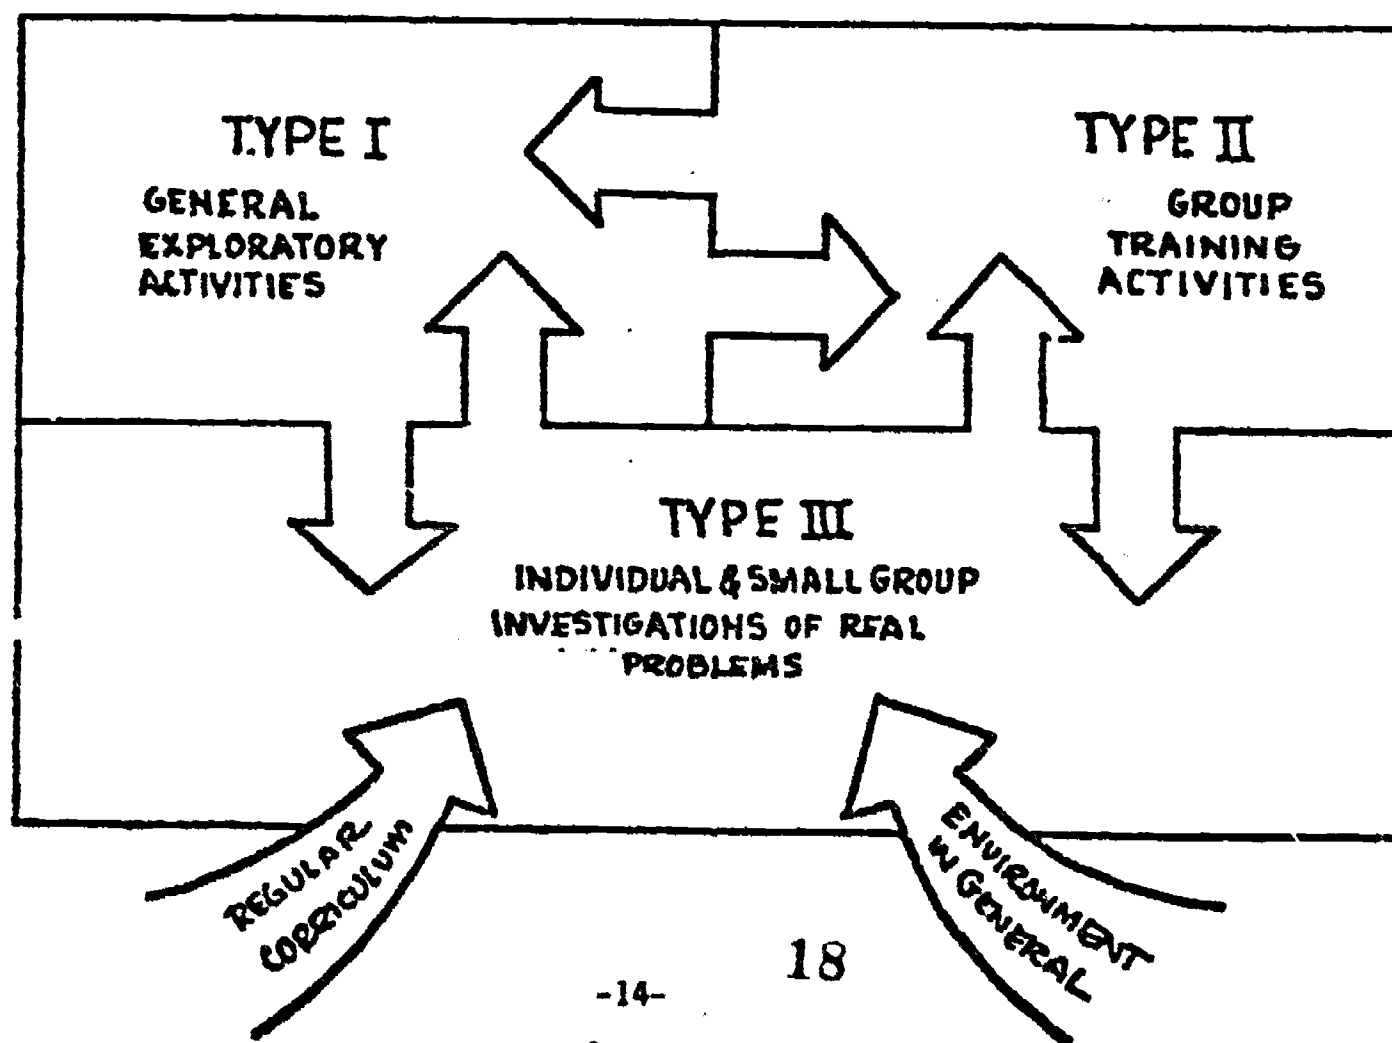 TYPE I
GENERAL
EXPLORATORY
ACTIVITIES
TYPE II
GROUP
TRAINING
ACTIVITIES
TYPE III
INDIVIDUAL & SMALL GROUP
INVESTIGATIONS OF REAL
PROBLEMS
REGULAR
CORRICULUM
ENVIRONMENT
IN GENERAL
18
-14-